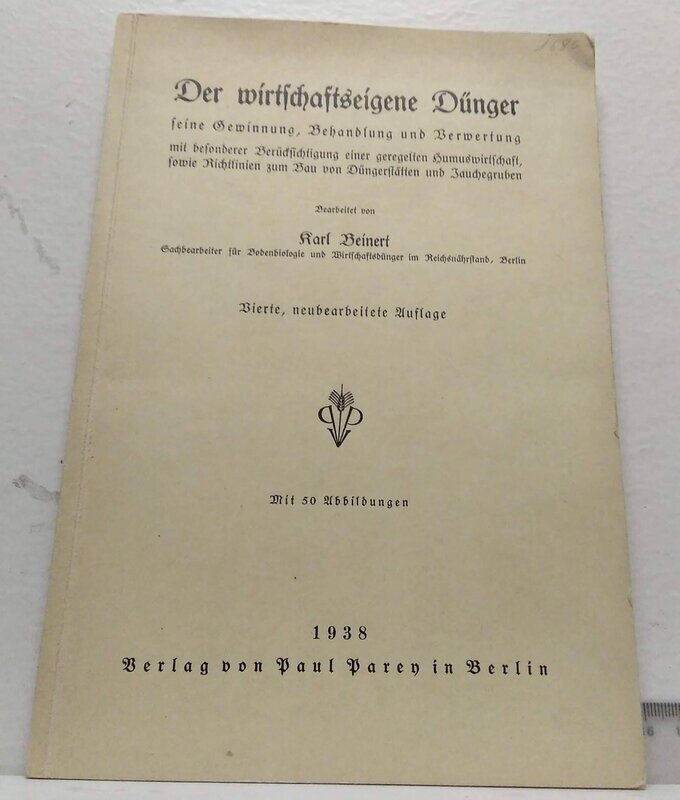 Der wirtschaftseigene Dünger
seine Gewinnung, Behandlung und Verwertung
mit besonderer Berücksichtigung einer geregelten Humuswirtschaft,
sowie Richtlinien zum Bau von Düngerstätten und Jauchegruben
Bearbeitet von
Karl Beinert
Sachbearbeiter für Bodenbiologie und Wirtschaftsdünger im Reichsnährstand, Berlin
Vierte, neubearbeitete Auflage
Mit 50 Abbildungen
1938
Verlag von Paul Parey in Berlin